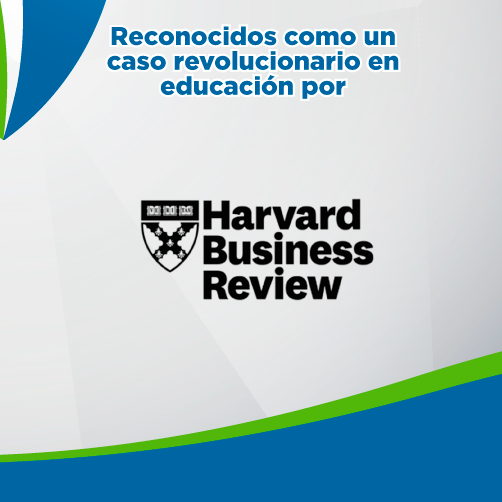 Reconocidos como un
caso revolucionario en
educación por
Harvard
Business
Review